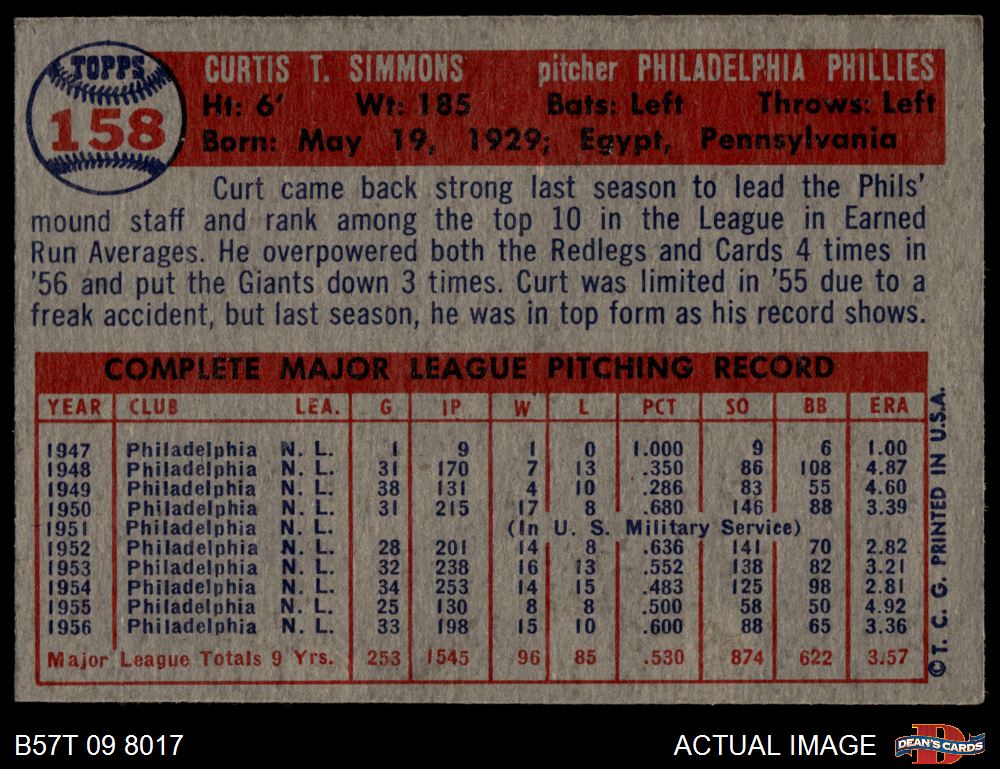 TOPPS
158
CURTIS T. SIMMONS pitcher PHILADELPHIA PHILLIES
Ht: 6' Wt: 185 Bats: Left Throws: Left
Born: May 19, 1929; Egypt, Pennsylvania
Curt came back strong last season to lead the Phils'
mound staff and rank among the top 10 in the League in Earned
Run Averages. He overpowered both the Redlegs and Cards 4 times in
'56 and put the Giants down 3 times. Curt was limited in '55 due to a
freak accident, but last season, he was in top form as his record shows.
COMPLETE MAJOR LEAGUE PITCHING RECORD
YEAR CLUB LEA. G IP W L PCT SO BB ERA
1947 Philadelphia N. L. 1 9 1 0 1.000 9 6 1.00
1948 Philadelphia N. L. 31 170 7 13 .350 86 108 4.87
1949 Philadelphia N. L. 38 131 4 10 .286 83 55 4.60
1950 Philadelphia N. L. 31 215 17 8 .680 146 88 3.39
1951 Philadelphia N. L. (In U. S. Military Service)
1952 Philadelphia N. L. 28 201 14 8 .636 141 70 2.82
1953 Philadelphia N. L. 32 238 16 13 .552 138 82 3.21
1954 Philadelphia N. L. 34 253 14 15 .483 125 98 2.81
1955 Philadelphia N. L. 25 130 8 8 .500 58 50 4.92
1956 Philadelphia N. L. 33 198 15 10 .600 88 65 3.36
Major League Totals 9 Yrs. 253 1545 96 85 .530 874 622 3.57
©T. C. G. PRINTED IN U.S.A.
B57T 09 8017
ACTUAL IMAGE
D
DEAN'S CARDS